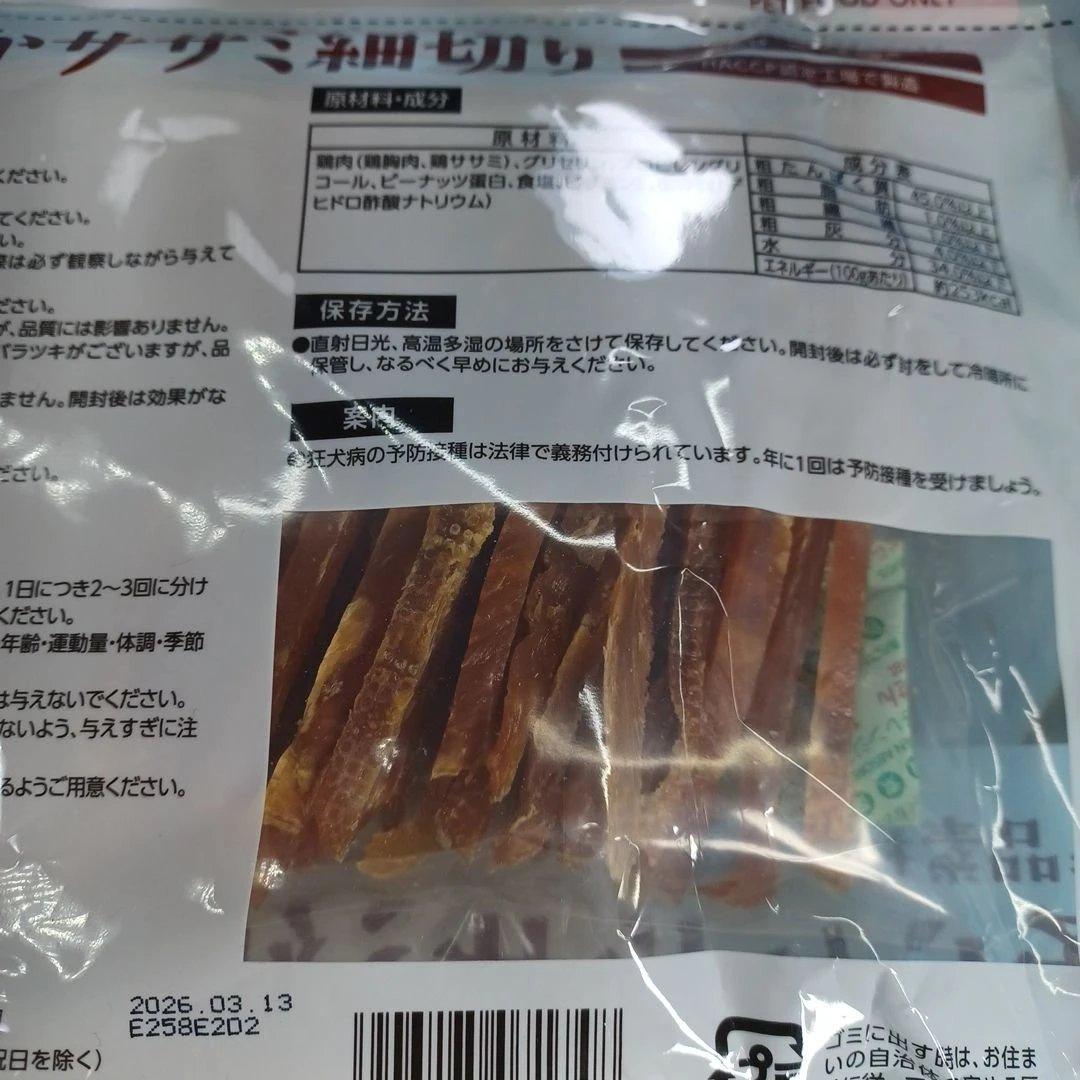 PET FOOD ONLY
ササミ細切り
HACCP認定工場で製造
原材料・成分
原材料
鶏肉(鶏胸肉、鶏ササミ)、グリセリ
コール、ピーナッツ蛋白、食塩、
ヒドロ酢酸ナトリウム)
成分
粗たんぱく質
粗 脂 肪
粗
粗 灰 分
水 分
エネルギー(100gあたり)
保存方法
●直射日光、高温多湿の場所をさけて保存してください。開封後は必ず封をして冷暗所に
保管し、なるべく早めにお与えください。
案内
●狂犬病の予防接種は法律で義務付けられています。年に1回は予防接種を受けましょう。
ください。
てください。
い。
は必ず観察しながら与えて
ださい。
が、品質には影響ありません。
バラツキがございますが、品
ません。開封後は効果がな
ださい。
1日につき2〜3回に分け
ください。
年齢・運動量・体調・季節
は与えないでください。
ないよう、与えすぎに注
るようご用意ください。
2026.03.13
E258E2D2
祝日を除く)
プラ
ゴミに出す時は、お住ま
いの自治体